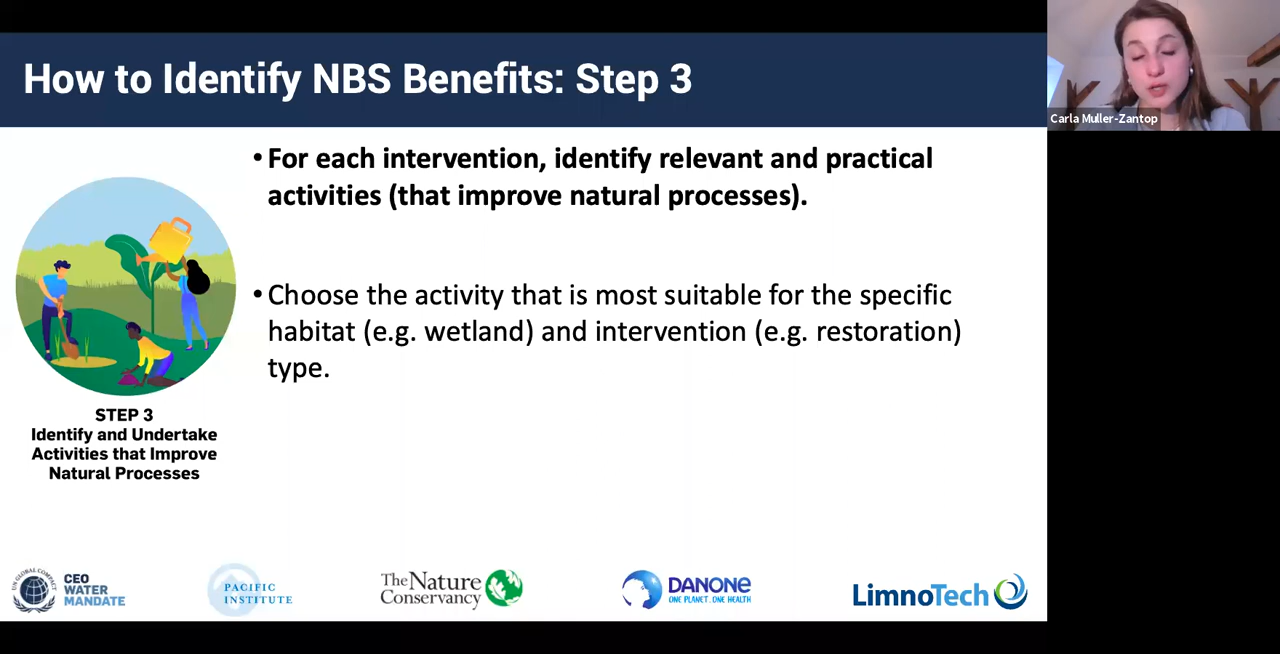 How to Identify NBS Benefits: Step 3
Carla Muller-Zantop
• For each intervention, identify relevant and practical
activities (that improve natural processes).
• Choose the activity that is most suitable for the specific
habitat (e.g. wetland) and intervention (e.g. restoration)
type.
STEP 3
Identify and Undertake
Activities that Improve
Natural Processes
UN GLOBAL COMPACT
CEO
WATER
MANDATE
PACIFIC
INSTITUTE
The Nature
Conservancy
DANONE
ONE PLANET. ONE HEALTH
LimnoTech